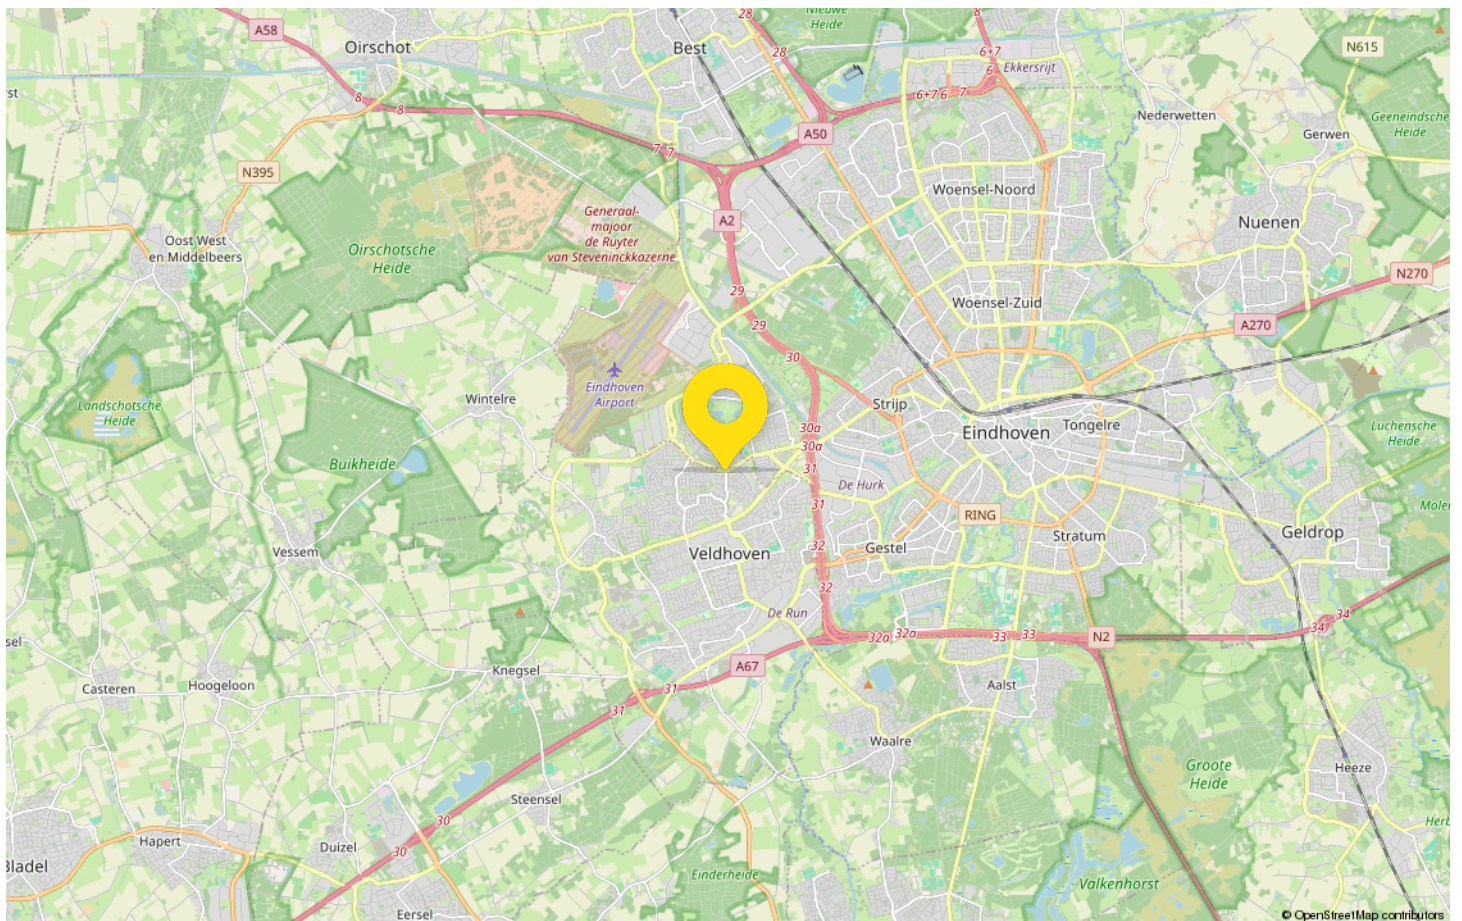 28
Nieuwe
Heide
8
A58
Oirschot
Best
28
6+7
6
Ekkersrijt
N615
8
8
6+7
6
7
Nederwetten
Geeneindsche
Heide
Gerwen
A50
7
7
N395
Woensel-Noord
Generaal-
majoor
de Ruyter
van Steveninckkazerne
A2
Nuenen
Oost West
en Middelbeers
Oirschotsche
Heide
N270
29
Woensel-Zuid
29
A270
30
Eindhoven
Airport
Wintelre
Landschotsche
Heide
Strijp
30a
Eindhoven
Tongelre
Luchensche
Heide
30a
Buikheide
31
De Hurk
31
RING
Vessem
32
Gestel
Stratum
Geldrop
Veldhoven
32
De Run
34
34
32a
32a
33
33
N2
A67
Knegsel
31
31
Casteren
Hoogeloon
Aalst
Waalre
Groote
Heide
Heeze
Steensel
30
30
Hapert
Duizel
Bladel
Einderheide
Valkenhorst
Eersel
© OpenStreetMap contributors